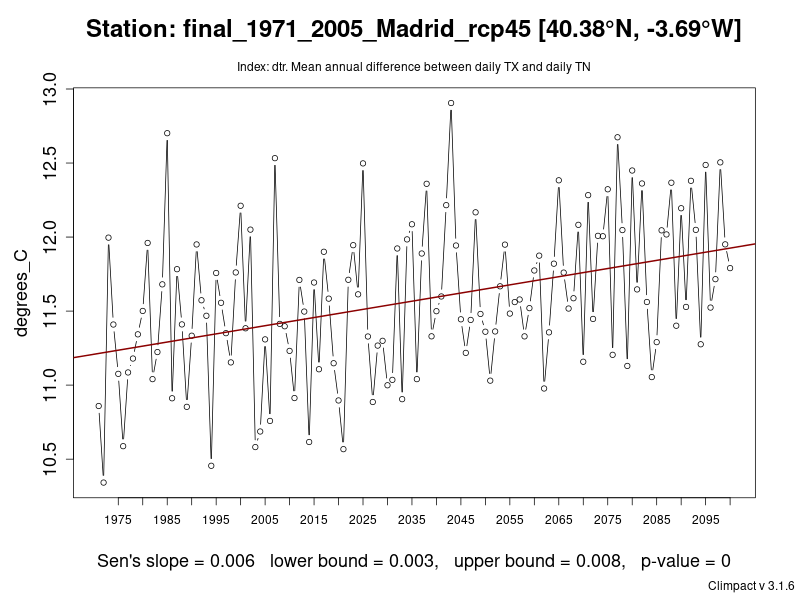 Station: final_1971_2005_Madrid_rcp45 [40.38°N, -3.69°W]
Index: dtr. Mean annual difference between daily TX and daily TN
degrees_C
13.0
12.5
12.0
11.5
11.0
10.5
1975 1985 1995 2005 2015 2025 2035 2045 2055 2065 2075 2085 2095
Sen's slope = 0.006 lower bound = 0.003, upper bound = 0.008, p-value = 0
Climpact v 3.1.6